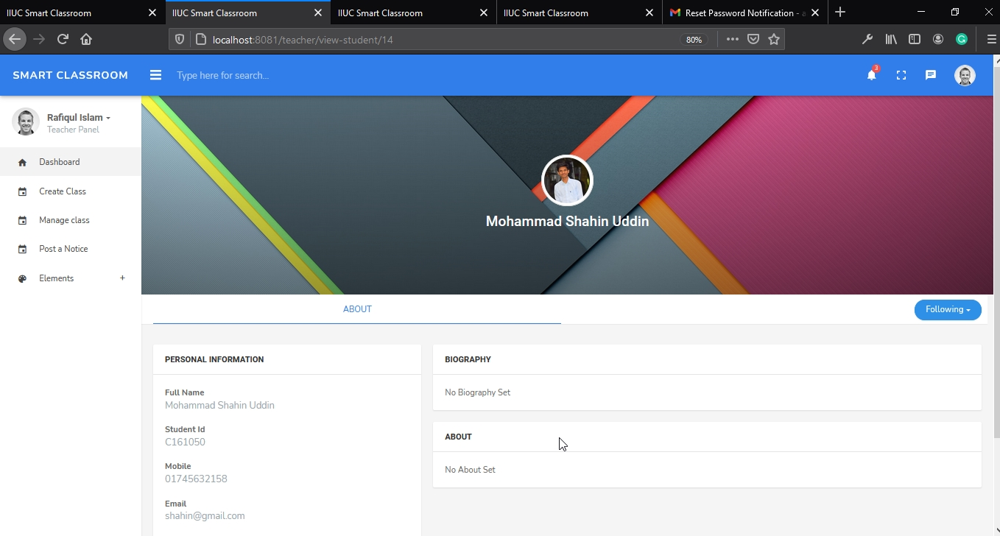 IIUC Smart Classroom
IIUC Smart Classroom
IIUC Smart Classroom
IIUC Smart Classroom
Reset Password Notification - a
localhost:8081/teacher/view-student/14
80%
SMART CLASSROOM
Type here for search...
3
Rafiqul Islam
Teacher Panel
Dashboard
Create Class
Manage class
Post a Notice
Elements +
Mohammad Shahin Uddin
ABOUT
Following
PERSONAL INFORMATION
Full Name
Mohammad Shahin Uddin
Student Id
C161050
Mobile
01745632158
Email
shahin@gmail.com
BIOGRAPHY
No Biography Set
ABOUT
No About Set